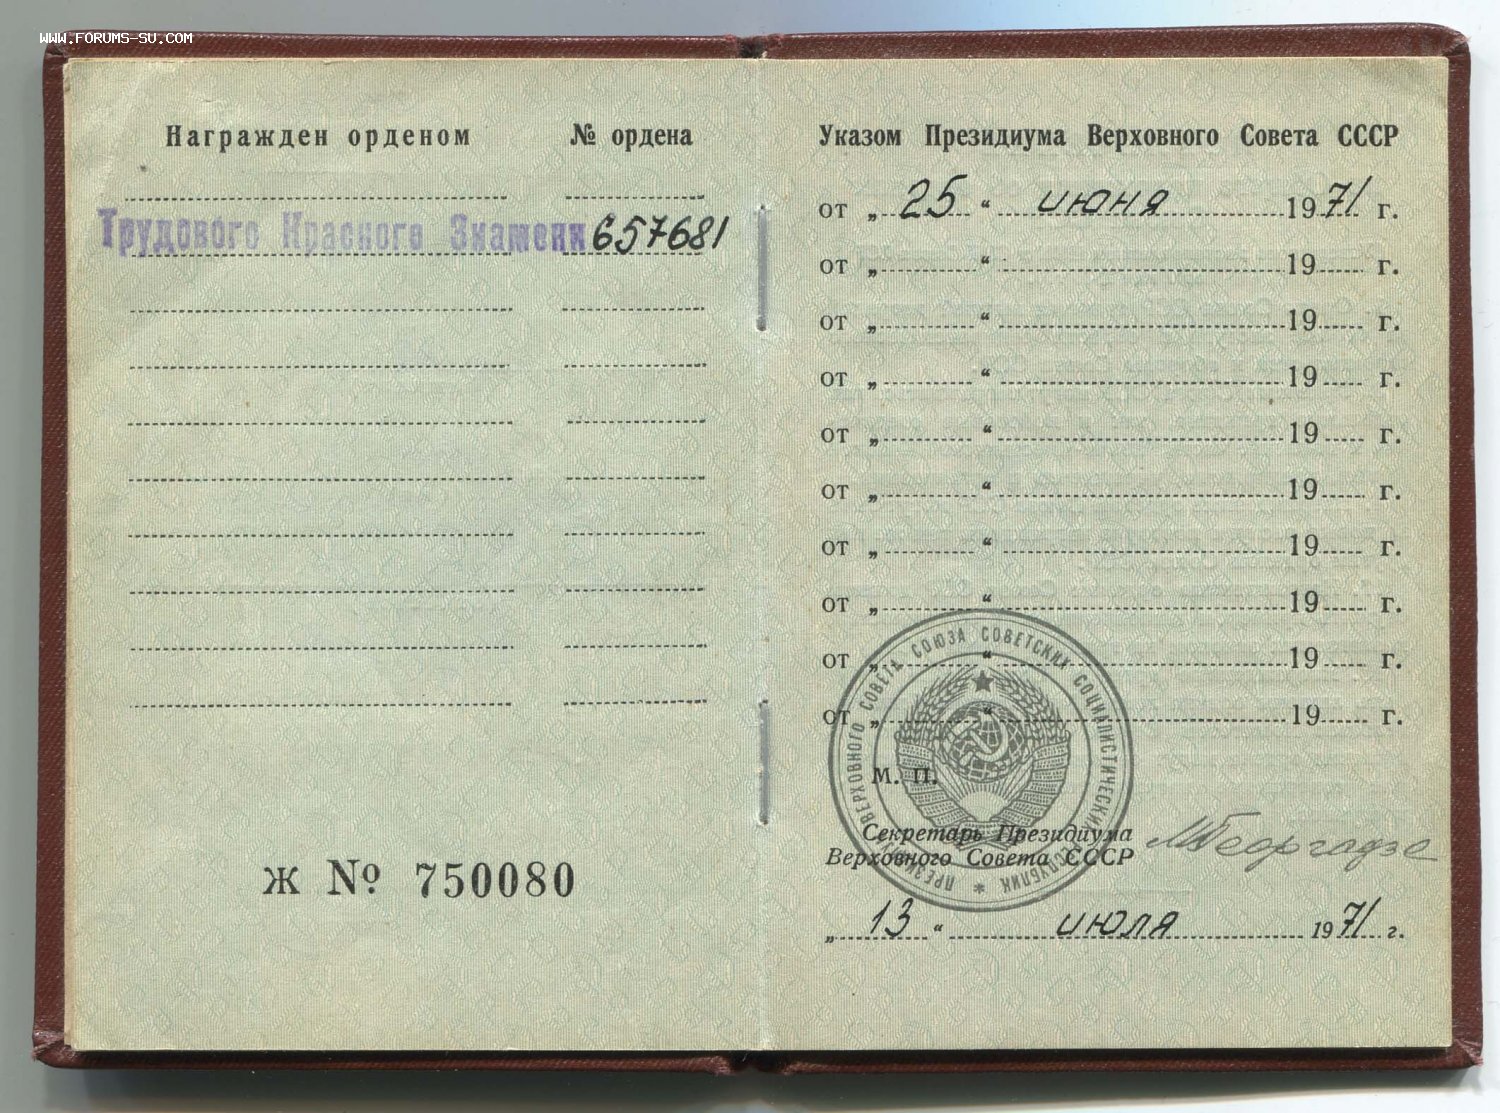 WWW.FORUMS-SU.COM
Награжден орденом № ордена
Трудового Красного Знамени 657681
Ж № 750080
Указом Президиума Верховного Совета СССР
от „ 25 “ июня 1971 г.
от „ “ 19 г.
от „ “ 19 г.
от „ “ 19 г.
от „ “ 19 г.
от „ “ 19 г.
от „ “ 19 г.
от „ “ 19 г.
от „ “ 19 г.
от „ “ 19 г.
ПРЕЗИДИУМ ВЕРХОВНОГО СОВЕТА СОЮЗА СОВЕТСКИХ СОЦИАЛИСТИЧЕСКИХ РЕСПУБЛИК *
М. П.
Секретарь Президиума
Верховного Совета СССР
МГеоргадзе
„ 13 “ июля 1971 г.